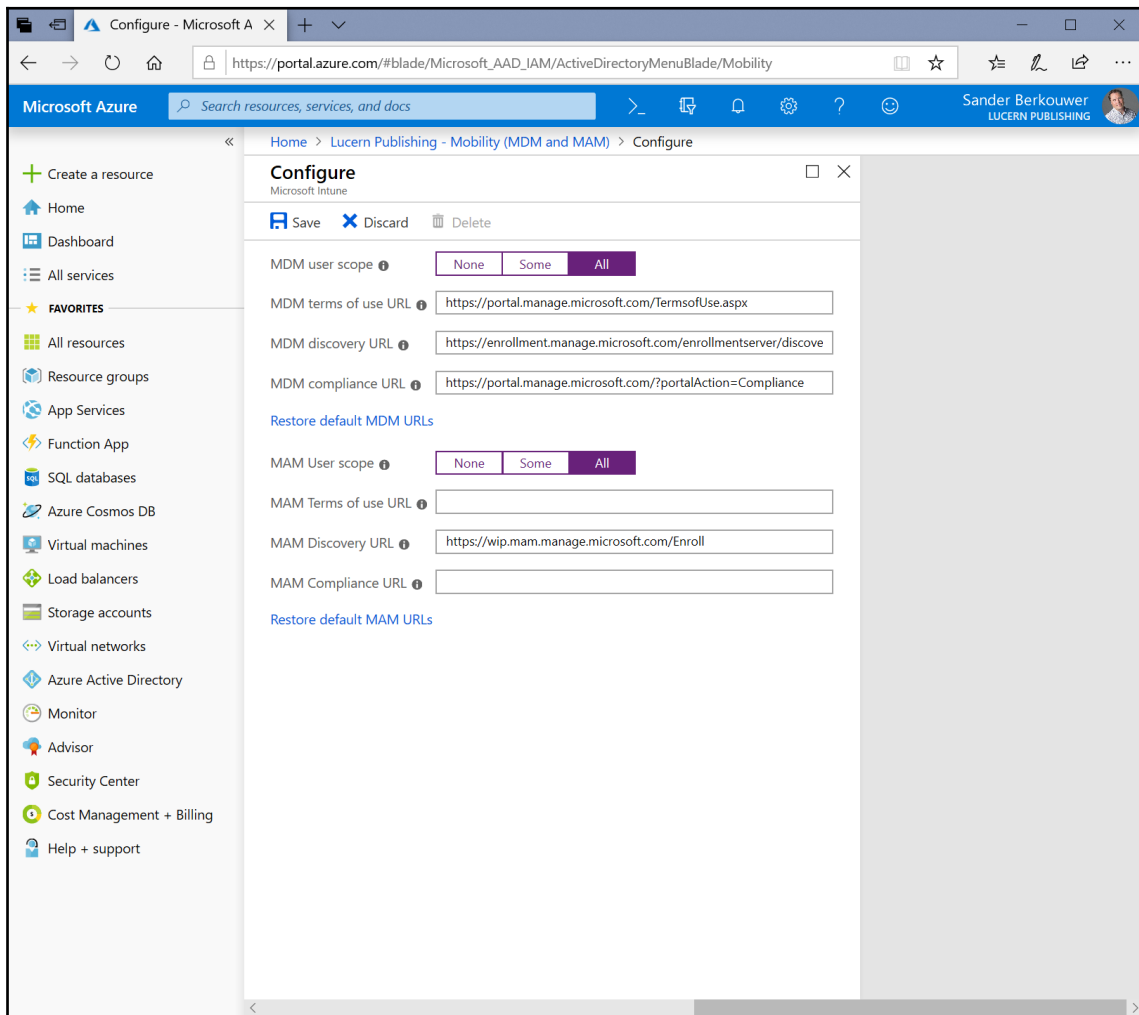 Configure - Microsoft A
https://portal.azure.com/#blade/Microsoft_AAD_IAM/ActiveDirectoryMenuBlade/Mobility
Microsoft Azure
Search resources, services, and docs
Sander Berkouwer
LUCERN PUBLISHING
Create a resource
Home
Dashboard
All services
FAVORITES
All resources
Resource groups
App Services
Function App
SQL databases
Azure Cosmos DB
Virtual machines
Load balancers
Storage accounts
Virtual networks
Azure Active Directory
Monitor
Advisor
Security Center
Cost Management + Billing
Help + support
Home > Lucern Publishing - Mobility (MDM and MAM) > Configure
Configure
Microsoft Intune
Save Discard Delete
MDM user scope None Some All
MDM terms of use URL https://portal.manage.microsoft.com/TermsofUse.aspx
MDM discovery URL https://enrollment.manage.microsoft.com/enrollmentserver/discove
MDM compliance URL https://portal.manage.microsoft.com/?portalAction=Compliance
Restore default MDM URLs
MAM User scope None Some All
MAM Terms of use URL
MAM Discovery URL https://wip.mam.manage.microsoft.com/Enroll
MAM Compliance URL
Restore default MAM URLs